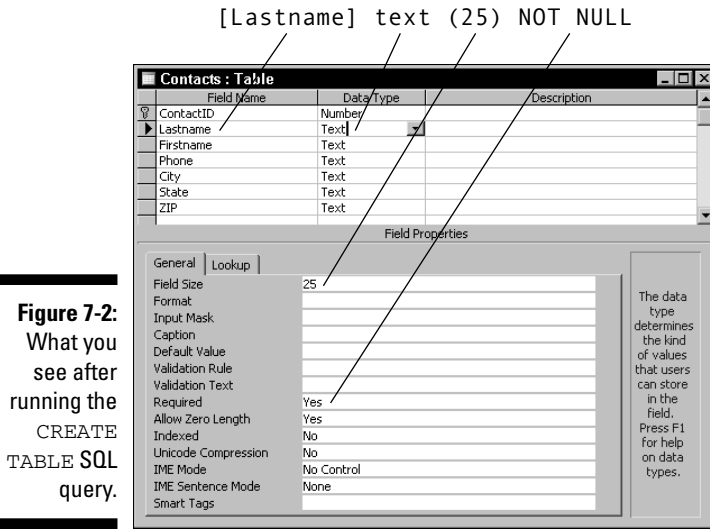 [Lastname] text (25) NOT NULL
Contacts : Table
Field Name Data Type Description
ContactID Number
Lastname Text
Firstname Text
Phone Text
City Text
State Text
ZIP Text
Field Properties
General Lookup
Field Size 25
Format
Input Mask
Caption
Default Value
Validation Rule
Validation Text
Required Yes
Allow Zero Length Yes
Indexed No
Unicode Compression No
IME Mode No Control
IME Sentence Mode None
Smart Tags
The data
type
determines
the kind
of values
that users
can store
in the
field.
Press F1
for help
on data
types.
Figure 7-2:
What you
see after
running the
CREATE
TABLE SQL
query.